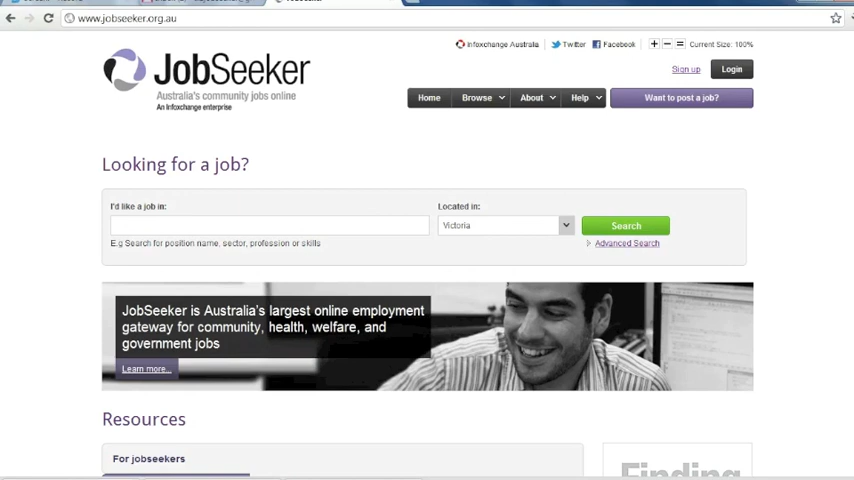 www.jobseeker.org.au
Infoxchange Australia Twitter Facebook + − = Current Size: 100%
JobSeeker
Australia's community jobs online
An Infoxchange enterprise
Sign up Login
Home Browse About Help Want to post a job?
Looking for a job?
I'd like a job in: Located in:
Victoria Search
E.g Search for position name, sector, profession or skills Advanced Search
JobSeeker is Australia's largest online employment
gateway for community, health, welfare, and
government jobs
Learn more...
Resources
For jobseekers
Finding